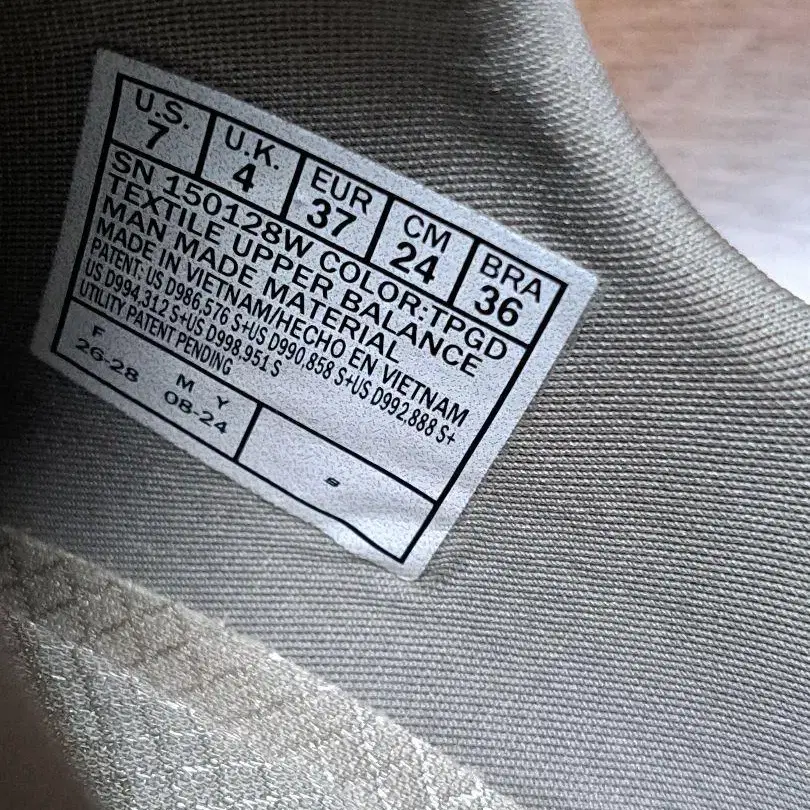 U.S. U.K. EUR CM BRA
7 4 37 24 36
SN 150128W COLOR:TPGD
TEXTILE UPPER BALANCE
MAN MADE MATERIAL
MADE IN VIETNAM/HECHO EN VIETNAM
PATENT: US D986,576 S+US D990,858 S+US D992,888 S+
US D994,312 S+US D998,951 S
UTILITY PATENT PENDING
F M Y
26-28 08-24